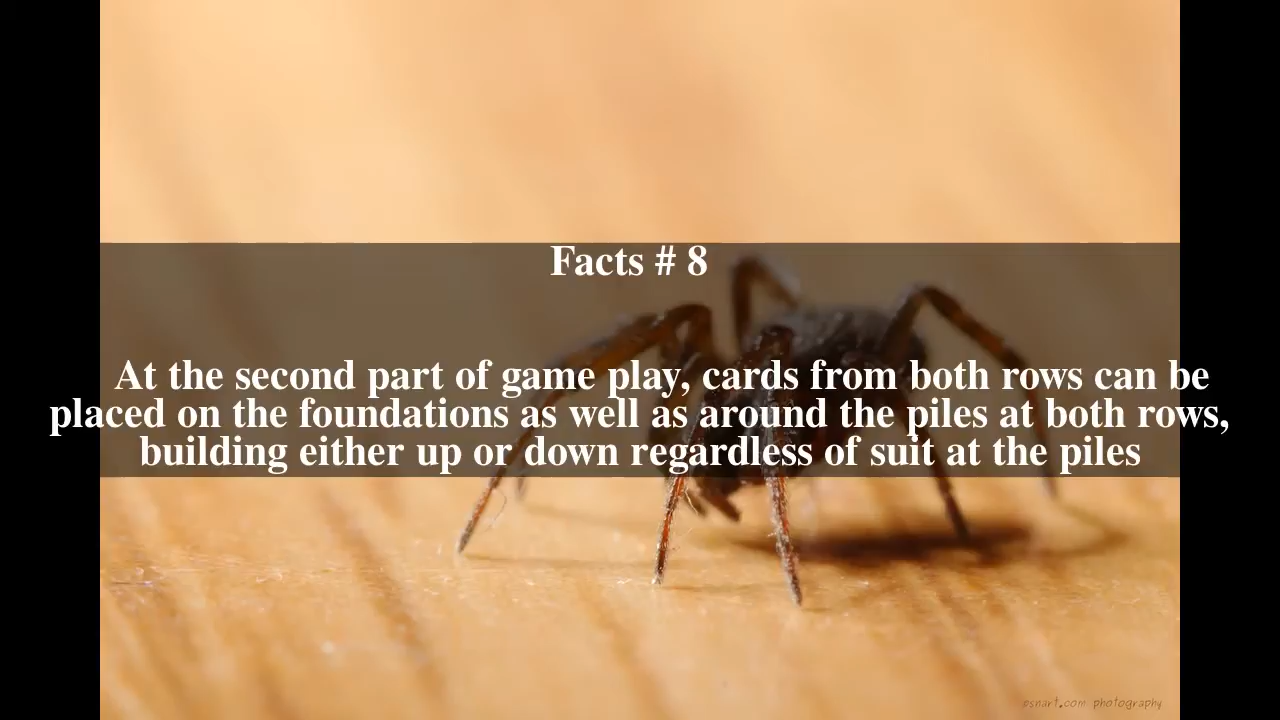 Facts # 8
At the second part of game play, cards from both rows can be
placed on the foundations as well as around the piles at both rows,
building either up or down regardless of suit at the piles
psnart.com photography